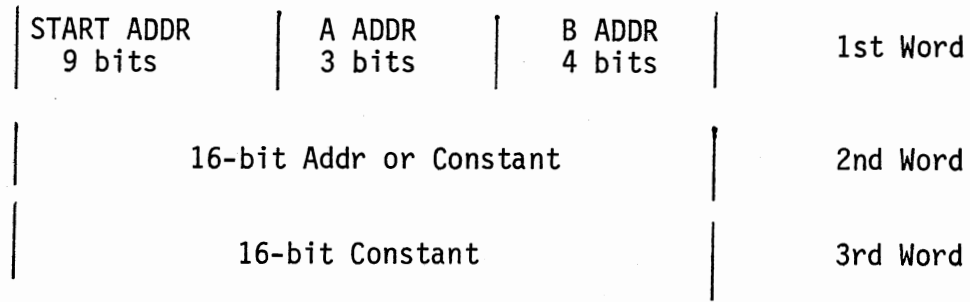 START ADDR A ADDR B ADDR 1st Word
9 bits 3 bits 4 bits
16-bit Addr or Constant 2nd Word
16-bit Constant 3rd Word